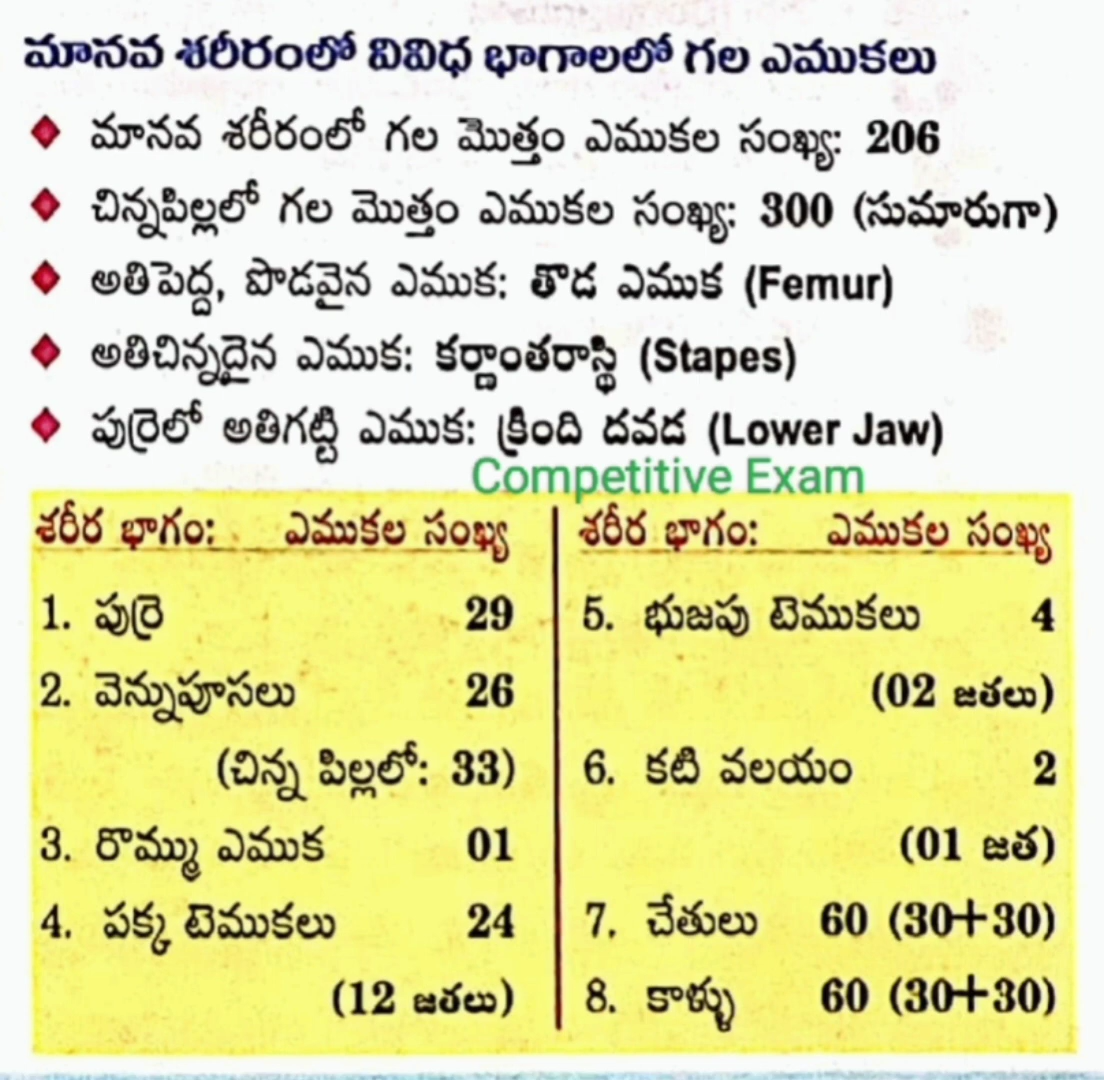 మానవ శరీరంలో వివిధ భాగాలలో గల ఎముకలు
మానవ శరీరంలో గల మొత్తం ఎముకల సంఖ్య: 206
చిన్నపిల్లలో గల మొత్తం ఎముకల సంఖ్య: 300 (సుమారుగా)
అతిపెద్ద, పొడవైన ఎముక: తొడ ఎముక (Femur)
అతిచిన్నదైన ఎముక: కర్ణాంతరాస్థి (Stapes)
పుర్రెలో అతిగట్టి ఎముక: క్రింది దవడ (Lower Jaw)
Competitive Exam
శరీర భాగం: ఎముకల సంఖ్య
1. పుర్రె 29
2. వెన్నుపూసలు 26
(చిన్న పిల్లలో: 33)
3. రొమ్ము ఎముక 01
4. పక్క టెముకలు 24
(12 జతలు)
శరీర భాగం: ఎముకల సంఖ్య
5. భుజపు టెముకలు 4
(02 జతలు)
6. కటి వలయం 2
(01 జత)
7. చేతులు 60 (30+30)
8. కాళ్ళు 60 (30+30)